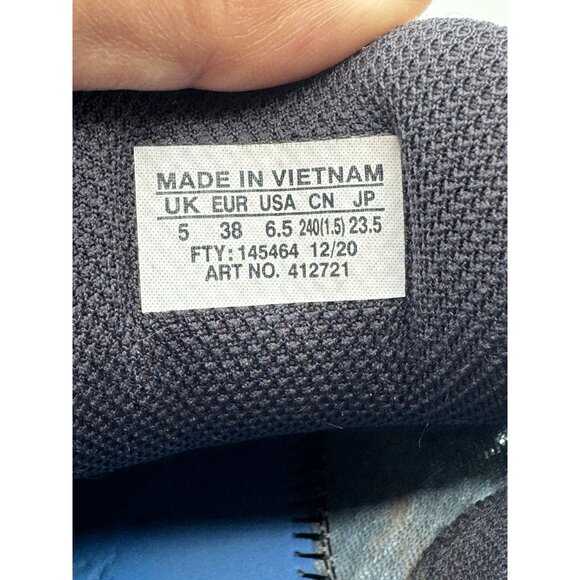 MADE IN VIETNAM
UK EUR USA CN JP
5 38 6.5 240(1.5) 23.5
FTY: 145464 12/20
ART NO. 412721